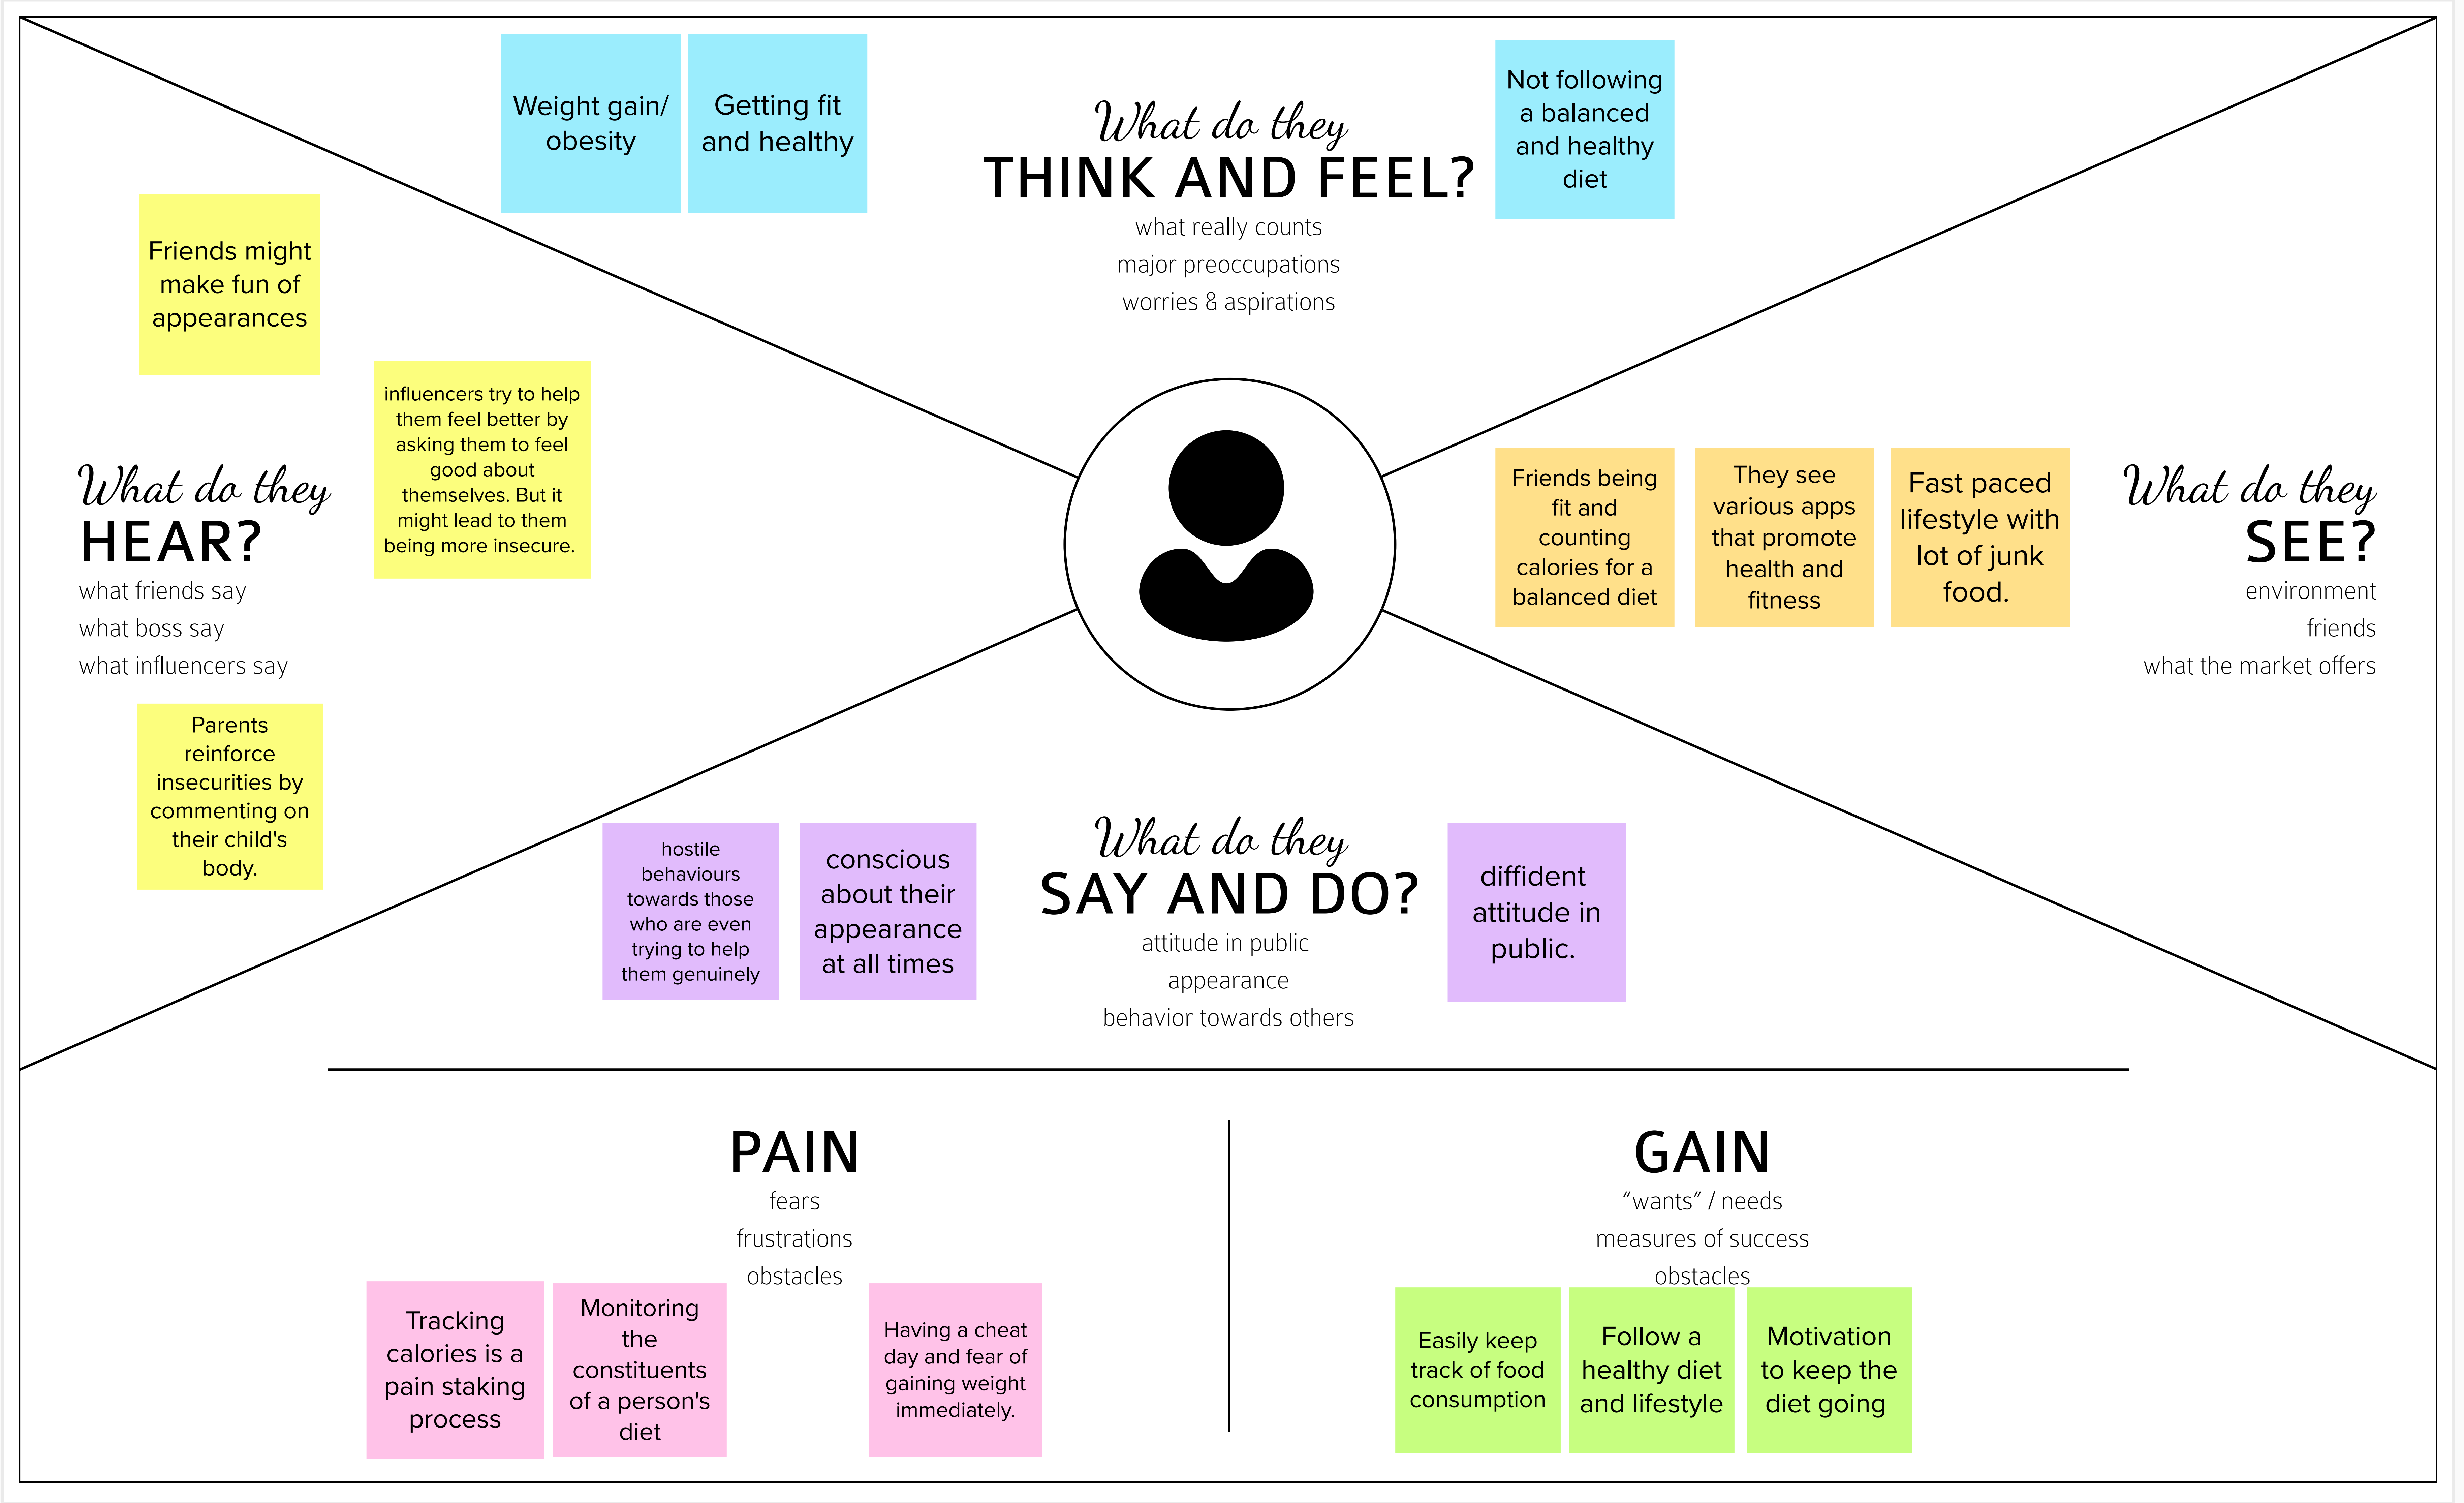 Weight gain/
obesity
Getting fit
and healthy
What do they
THINK AND FEEL?
what really counts
major preoccupations
worries & aspirations
Not following
a balanced
and healthy
diet
Friends might
make fun of
appearances
influencers try to help
them feel better by
asking them to feel
good about
themselves. But it
might lead to them
being more insecure.
What do they
HEAR?
what friends say
what boss say
what influencers say
Parents
reinforce
insecurities by
commenting on
their child's
body.
Friends being
fit and
counting
calories for a
balanced diet
They see
various apps
that promote
health and
fitness
Fast paced
lifestyle with
lot of junk
food.
What do they
SEE?
environment
friends
what the market offers
hostile
behaviours
towards those
who are even
trying to help
them genuinely
conscious
about their
appearance
at all times
What do they
SAY AND DO?
attitude in public
appearance
behavior towards others
diffident
attitude in
public.
PAIN
fears
frustrations
obstacles
Tracking
calories is a
pain staking
process
Monitoring
the
constituents
of a person's
diet
Having a cheat
day and fear of
gaining weight
immediately.
GAIN
“wants” / needs
measures of success
obstacles
Easily keep
track of food
consumption
Follow a
healthy diet
and lifestyle
Motivation
to keep the
diet going